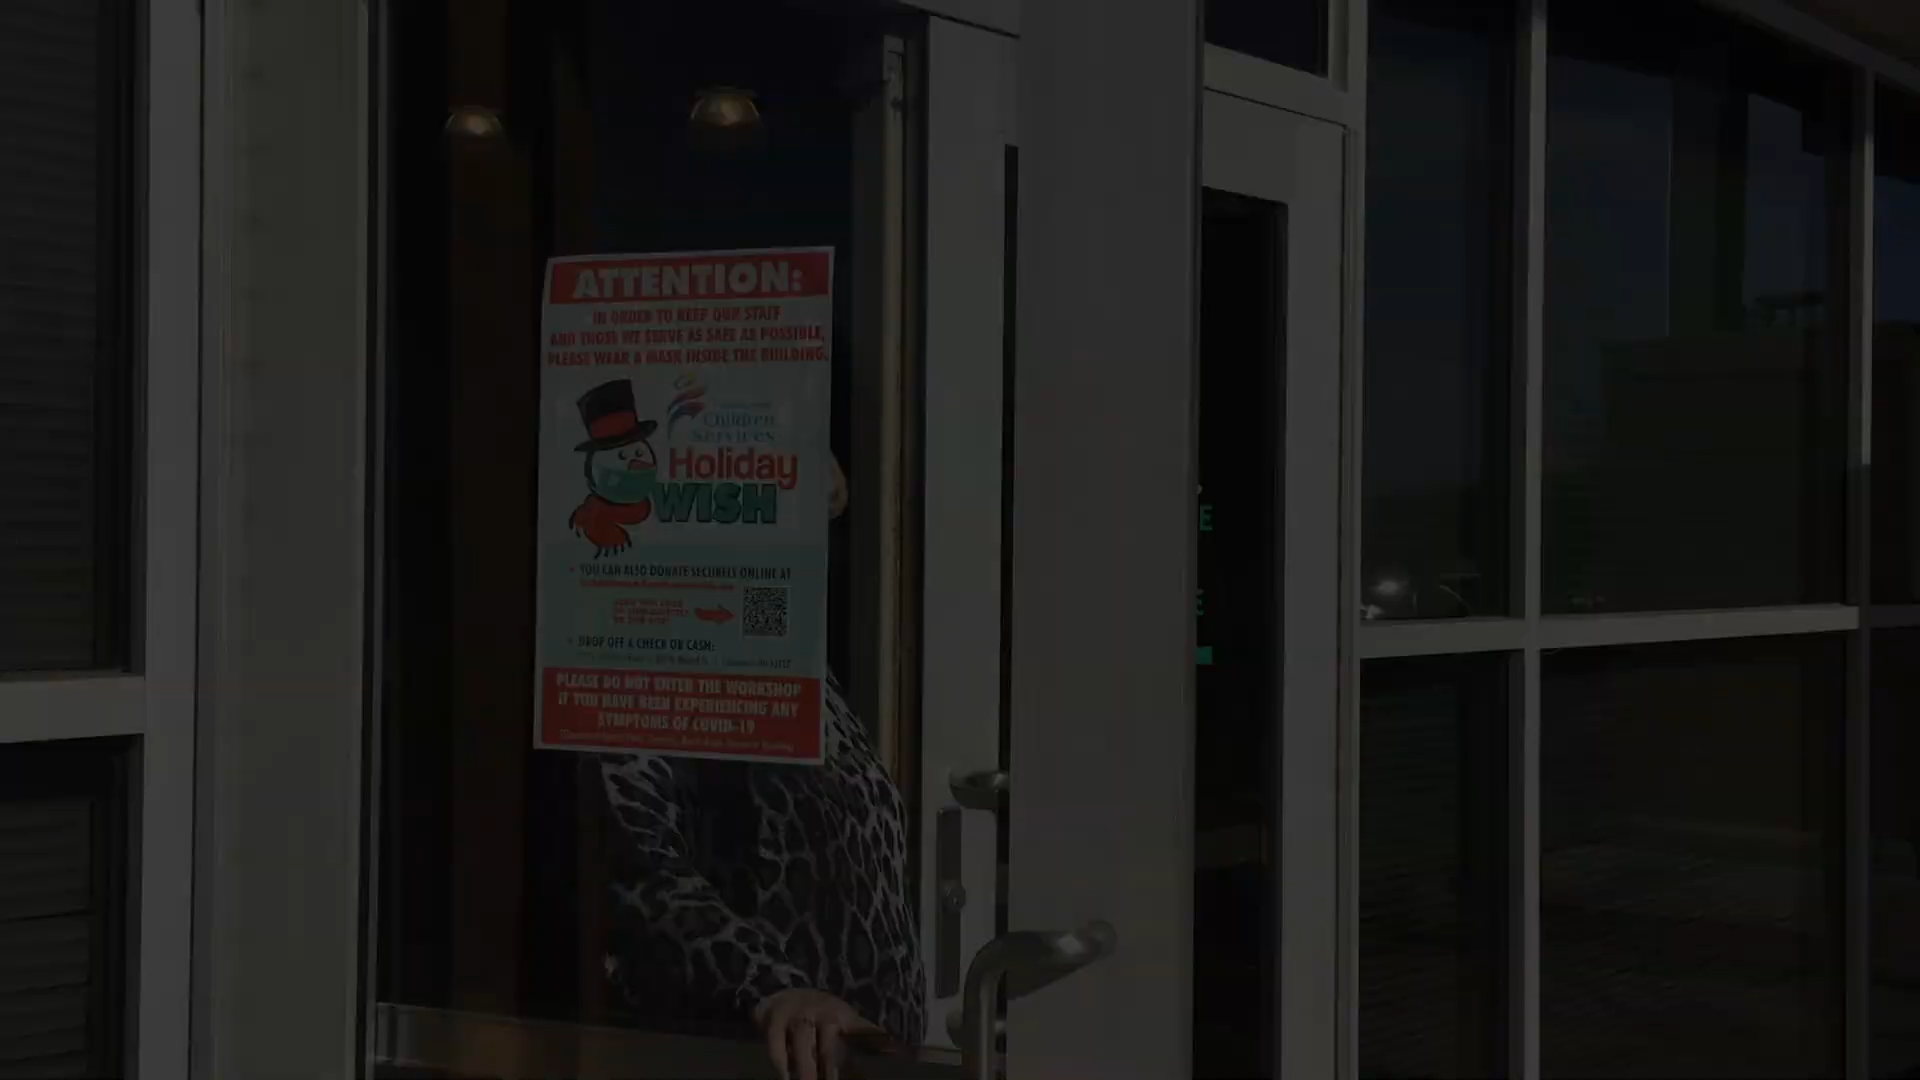 ATTENTION:
IN ORDER TO KEEP OUR STAFF
AND THOSE WE SERVE AS SAFE AS POSSIBLE,
PLEASE WEAR A MASK INSIDE THE BUILDING.
Children
Services
Holiday
WISH
• YOU CAN ALSO DONATE SECURELY ONLINE AT
• DROP OFF A CHECK OR CASH:
PLEASE DO NOT ENTER THE WORKSHOP
IF YOU HAVE BEEN EXPERIENCING ANY
SYMPTOMS OF COVID-19
E
E